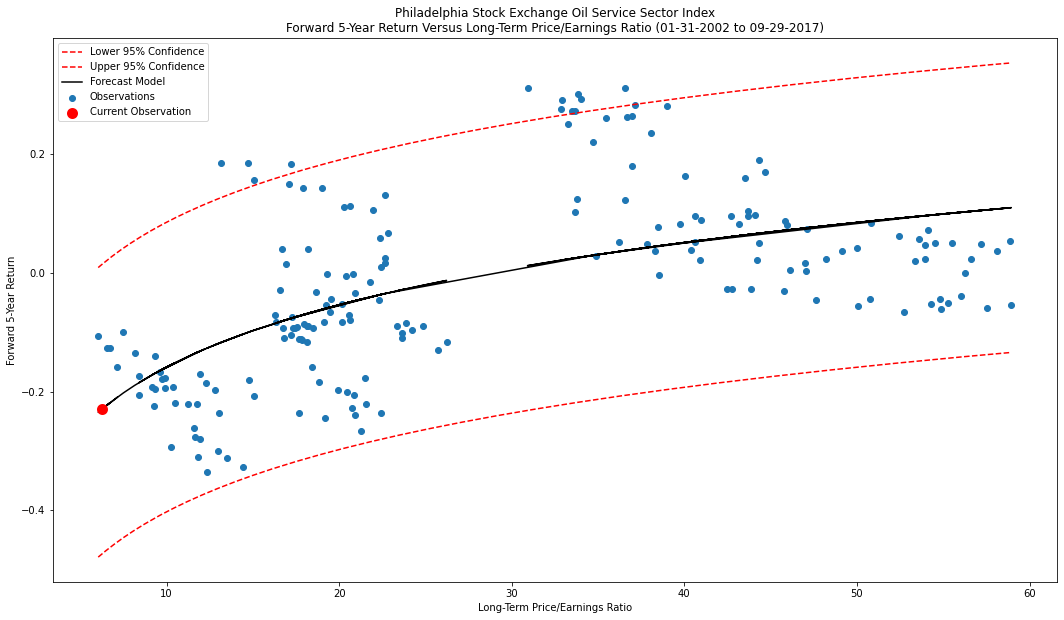 Philadelphia Stock Exchange Oil Service Sector Index
Forward 5-Year Return Versus Long-Term Price/Earnings Ratio (01-31-2002 to 09-29-2017)
Lower 95% Confidence
Upper 95% Confidence
Forecast Model
Observations
Current Observation
Forward 5-Year Return
0.2
0.0
−0.2
−0.4
10
20
30
40
50
60
Long-Term Price/Earnings Ratio